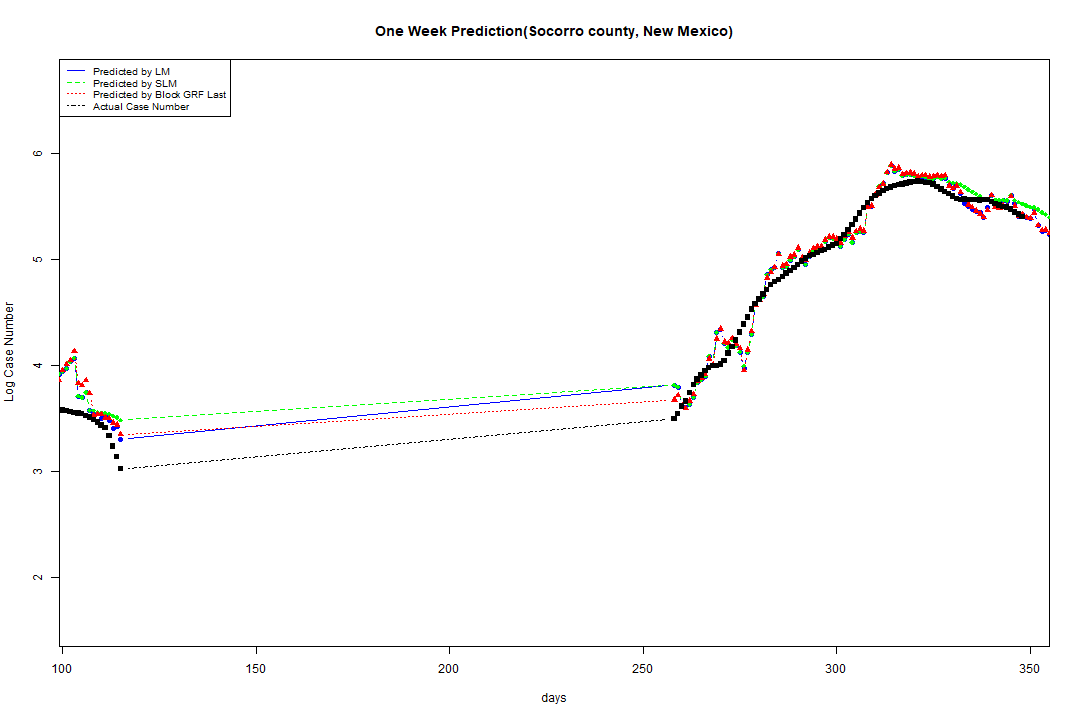 One Week Prediction(Socorro county, New Mexico)
Predicted by LM
Predicted by SLM
Predicted by Block GRF Last
Actual Case Number
Log Case Number
6
5
4
3
2
100 150 200 250 300 350
days